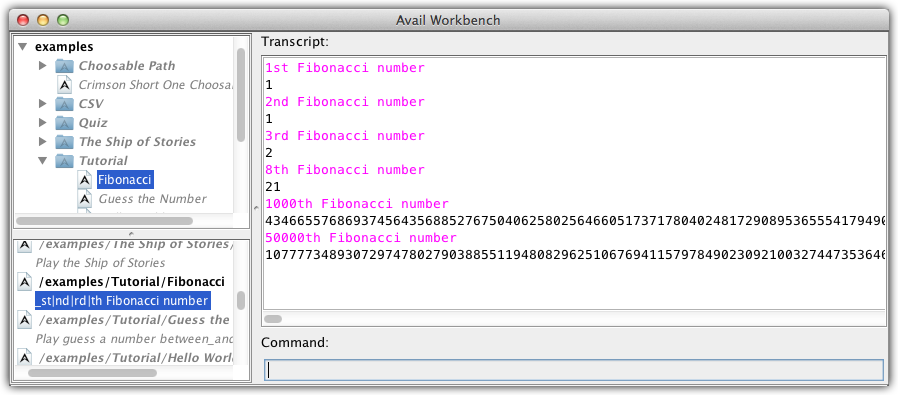 Avail Workbench
examples
Choosable Path
Crimson Short One Choosa
CSV
Quiz
The Ship of Stories
Tutorial
Fibonacci
Guess the Number
/examples/The Ship of Stories/
Play the Ship of Stories
/examples/Tutorial/Fibonacci
_st|nd|rd|th Fibonacci number
/examples/Tutorial/Guess the
Play guess a number between_and
/examples/Tutorial/Hello Worl
Transcript:
1st Fibonacci number
1
2nd Fibonacci number
1
3rd Fibonacci number
2
8th Fibonacci number
21
1000th Fibonacci number
434665576869374564356885276750406258025646605173717804024817290895365554179490
50000th Fibonacci number
107777348930729747802790388551194808296251067694115797849023092100327447353646
Command: